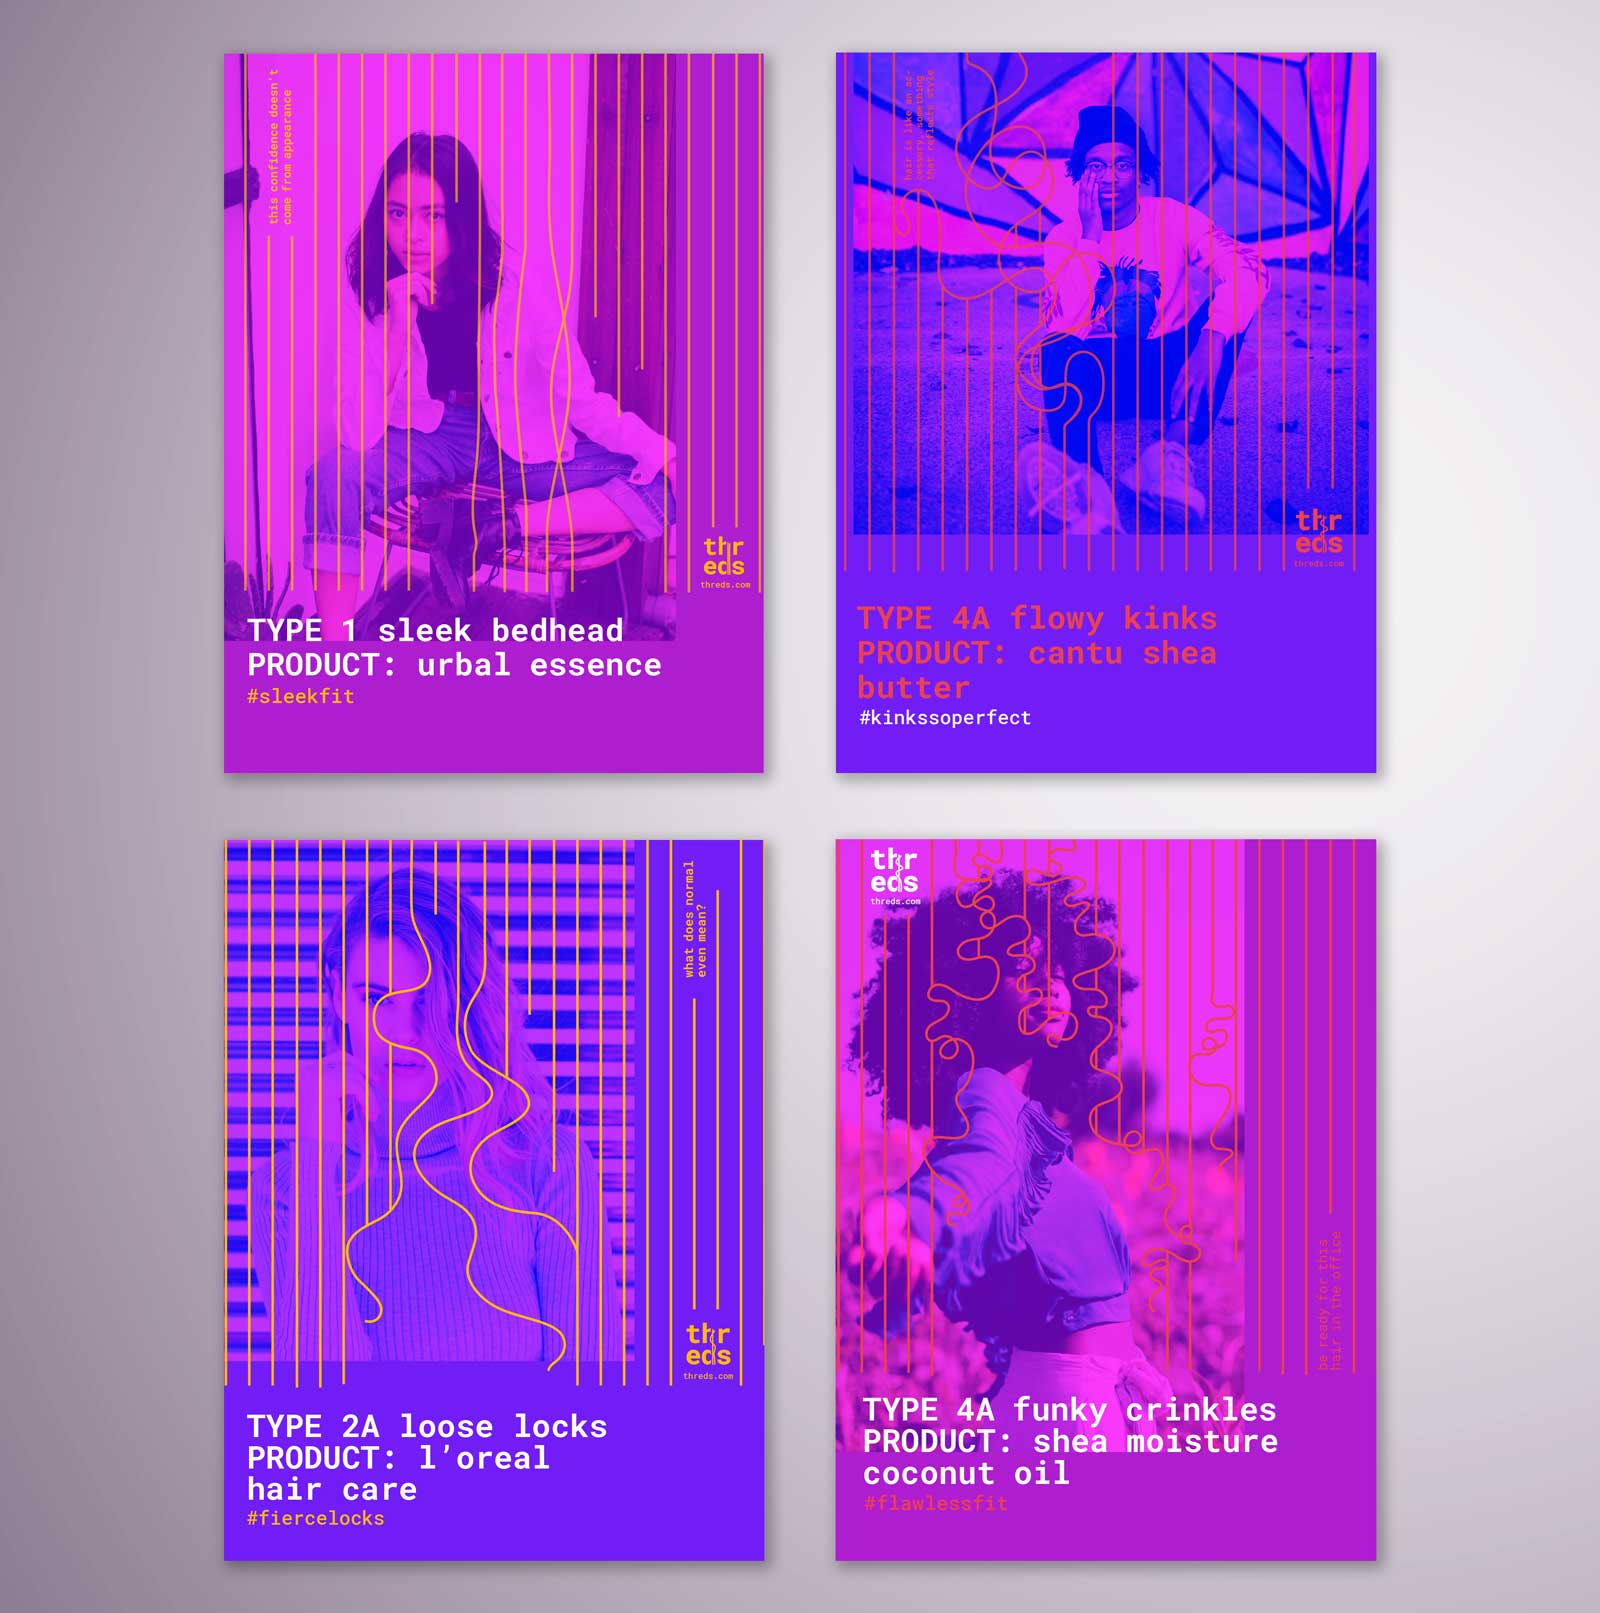 this confidence doesn't
come from appearance
thr
eds
threds.com
TYPE 1 sleek bedhead
PRODUCT: urbal essence
#sleekfit
hair is like an ac-
cessory, something
that reflects style
thr
eds
threds.com
TYPE 4A flowy kinks
PRODUCT: cantu shea
butter
#kinkssoperfect
what does normal
even mean?
thr
eds
threds.com
TYPE 2A loose locks
PRODUCT: l’oreal
hair care
#fiercelocks
thr
eds
threds.com
be ready for this
hair in the office
TYPE 4A funky crinkles
PRODUCT: shea moisture
coconut oil
#flawlessfit